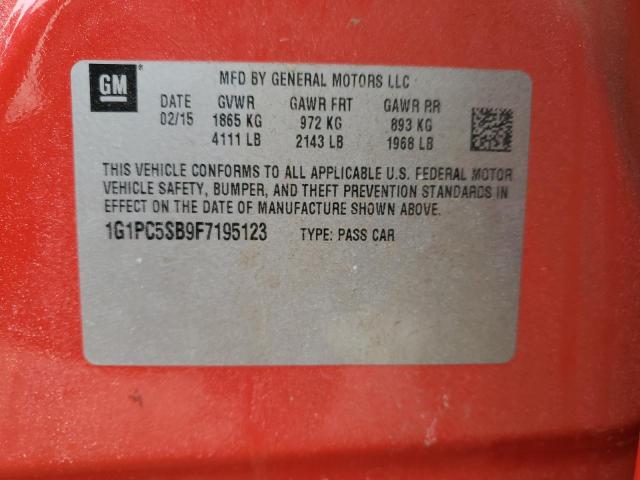 GM
MFD BY GENERAL MOTORS LLC
DATE GVWR GAWR FRT GAWR RR
02/15 1865 KG 972 KG 893 KG
4111 LB 2143 LB 1968 LB
THIS VEHICLE CONFORMS TO ALL APPLICABLE U.S. FEDERAL MOTOR
VEHICLE SAFETY, BUMPER, AND THEFT PREVENTION STANDARDS IN
EFFECT ON THE DATE OF MANUFACTURE SHOWN ABOVE.
1G1PC5SB9F7195123 TYPE: PASS CAR